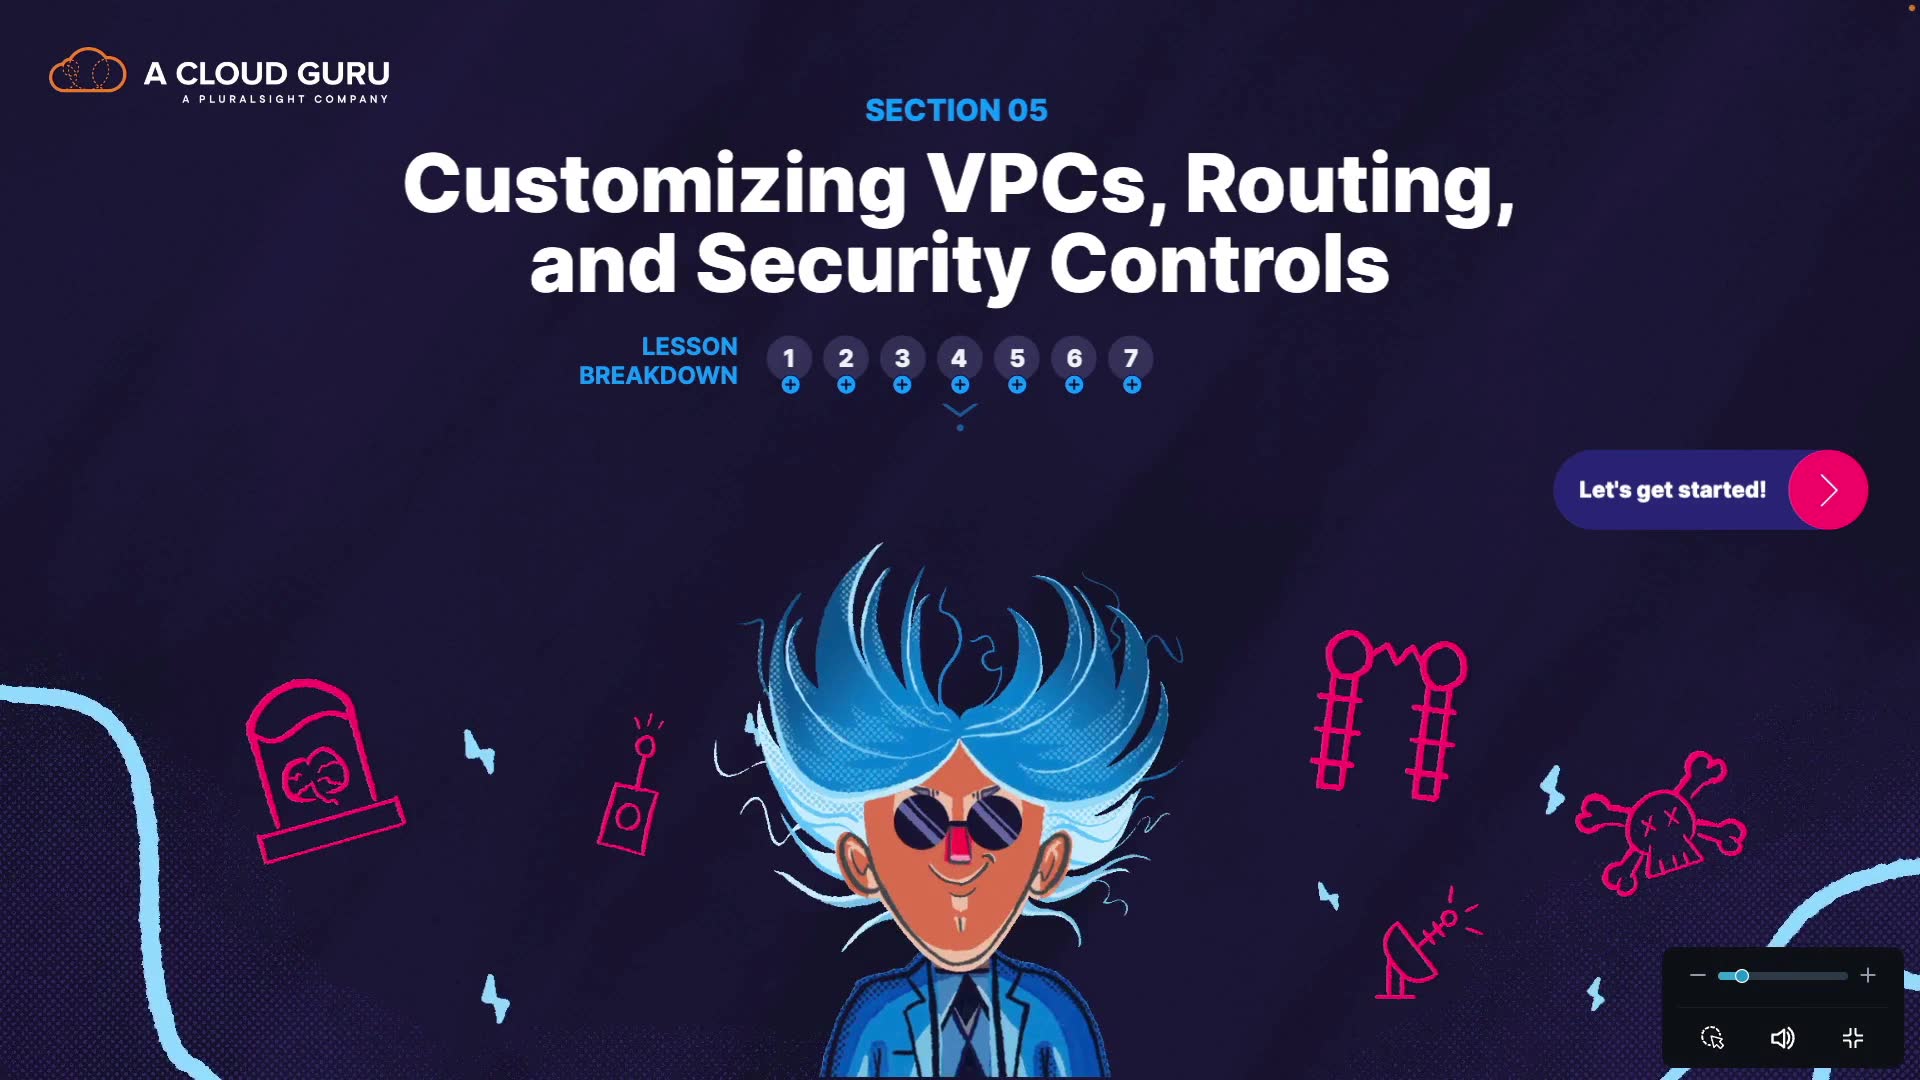 A CLOUD GURU
A PLURALSIGHT COMPANY
SECTION 05
Customizing VPCs, Routing,
and Security Controls
LESSON
BREAKDOWN
1 2 3 4 5 6 7
Let's get started!